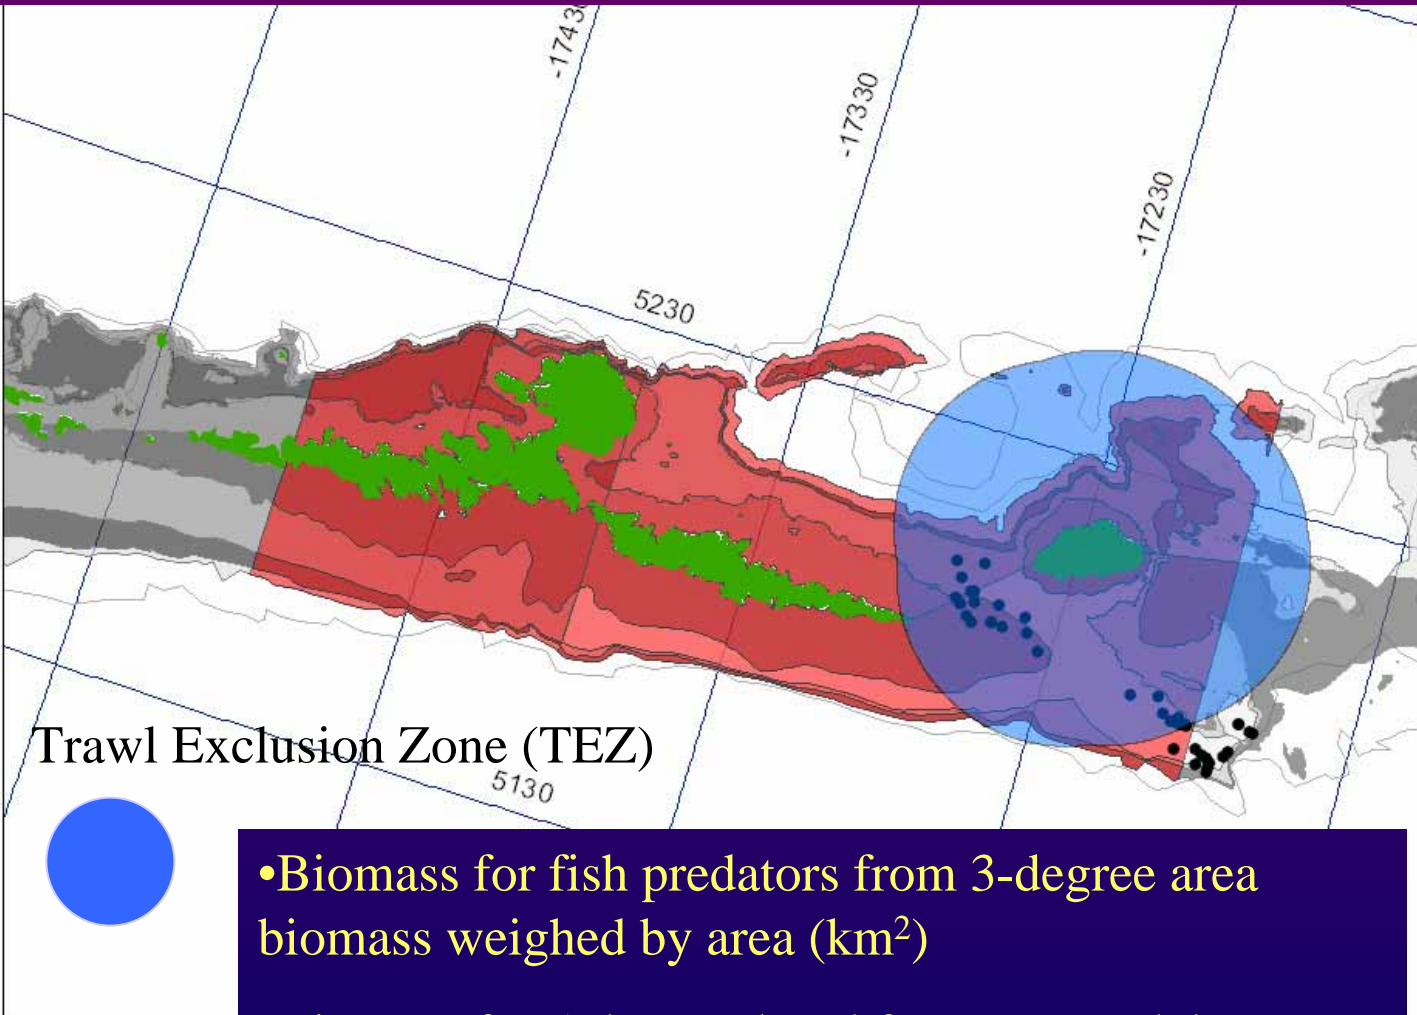 -1743
-17330
-17230
5230
Trawl Exclusion Zone (TEZ)
5130
•Biomass for fish predators from 3-degree area
biomass weighed by area (km²)